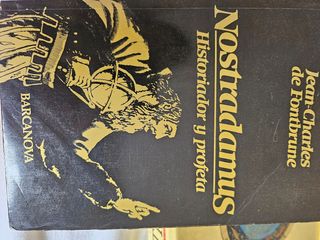 Jean-Charles
de Fontbrune
Nostradamus
Historiador y profeta
BARCANOVA